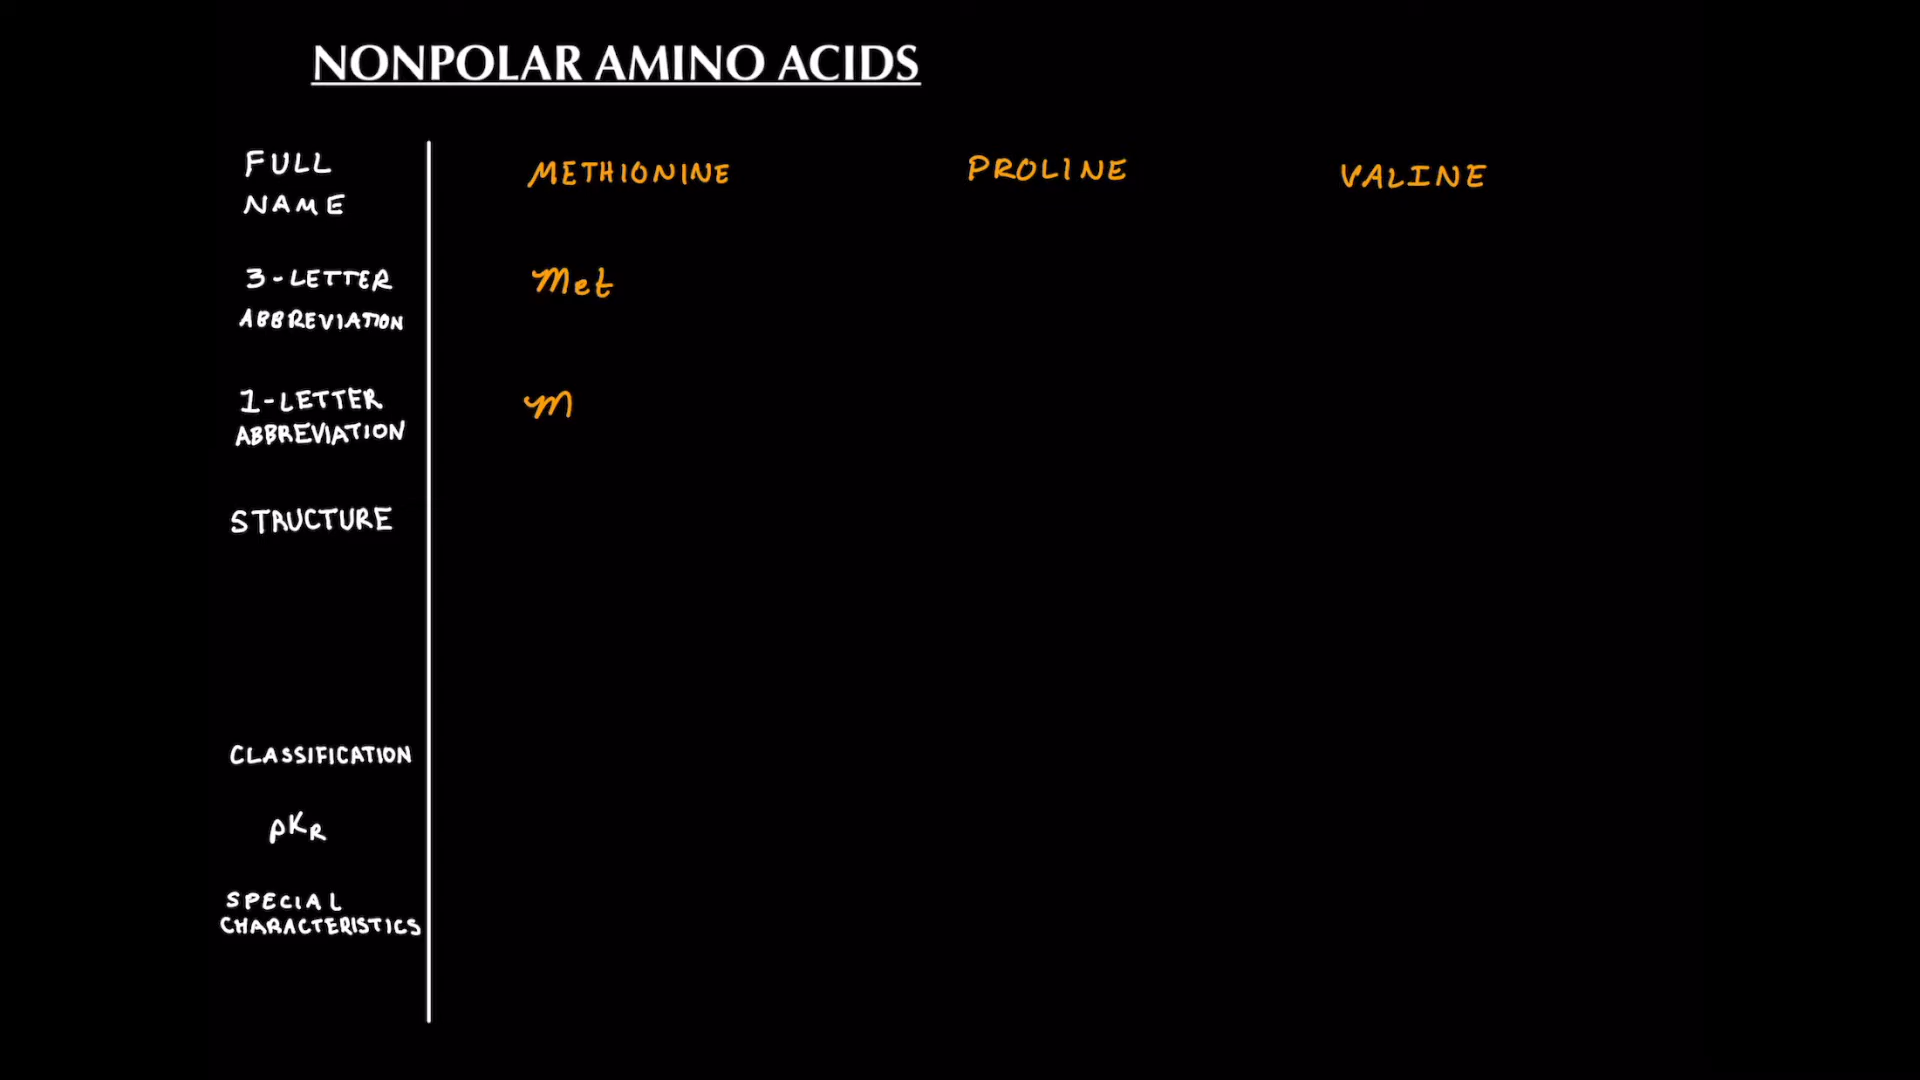 NONPOLAR AMINO ACIDS
FULL NAME
METHIONINE
PROLINE
VALINE
3-LETTER
ABBREVIATION
Met
1-LETTER
ABBREVIATION
M
STRUCTURE
CLASSIFICATION
pKR
SPECIAL
CHARACTERISTICS